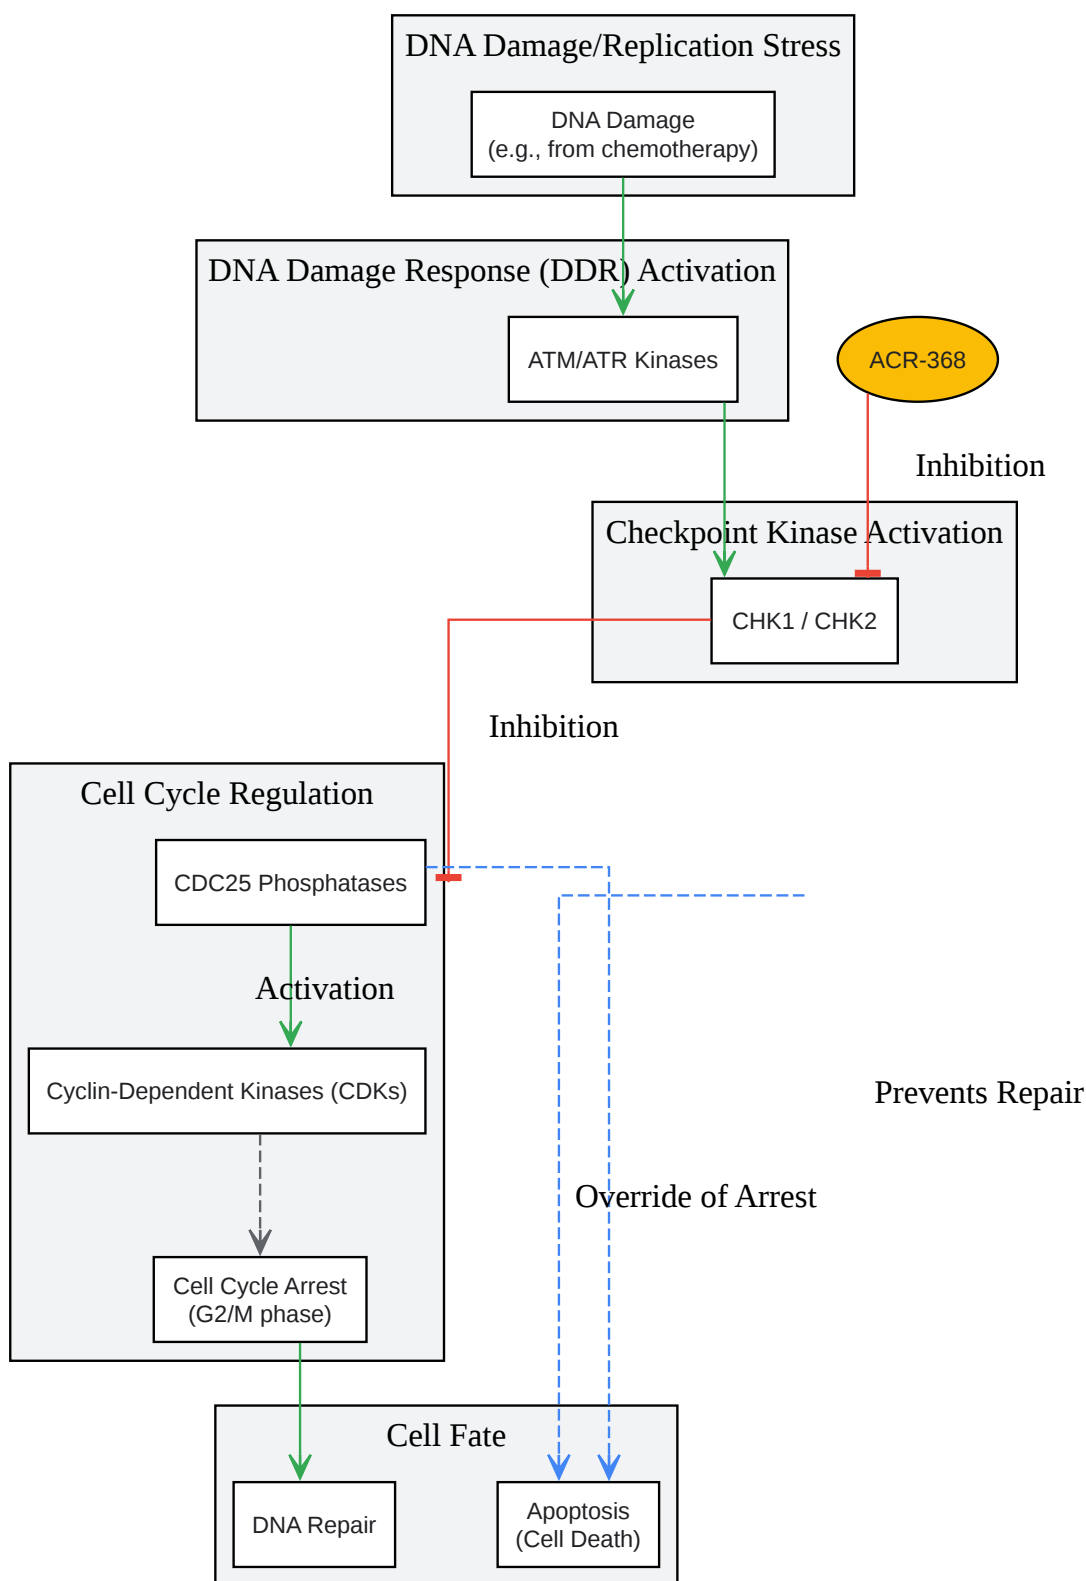 DNA Damage/Replication Stress
DNA Damage
(e.g., from chemotherapy)
DNA Damage Response (DDR) Activation
ATM/ATR Kinases
ACR-368
Inhibition
Checkpoint Kinase Activation
CHK1 / CHK2
Inhibition
Cell Cycle Regulation
CDC25 Phosphatases
Activation
Cyclin-Dependent Kinases (CDKs)
Prevents Repair
Override of Arrest
Cell Cycle Arrest
(G2/M phase)
Cell Fate
DNA Repair
Apoptosis
(Cell Death)